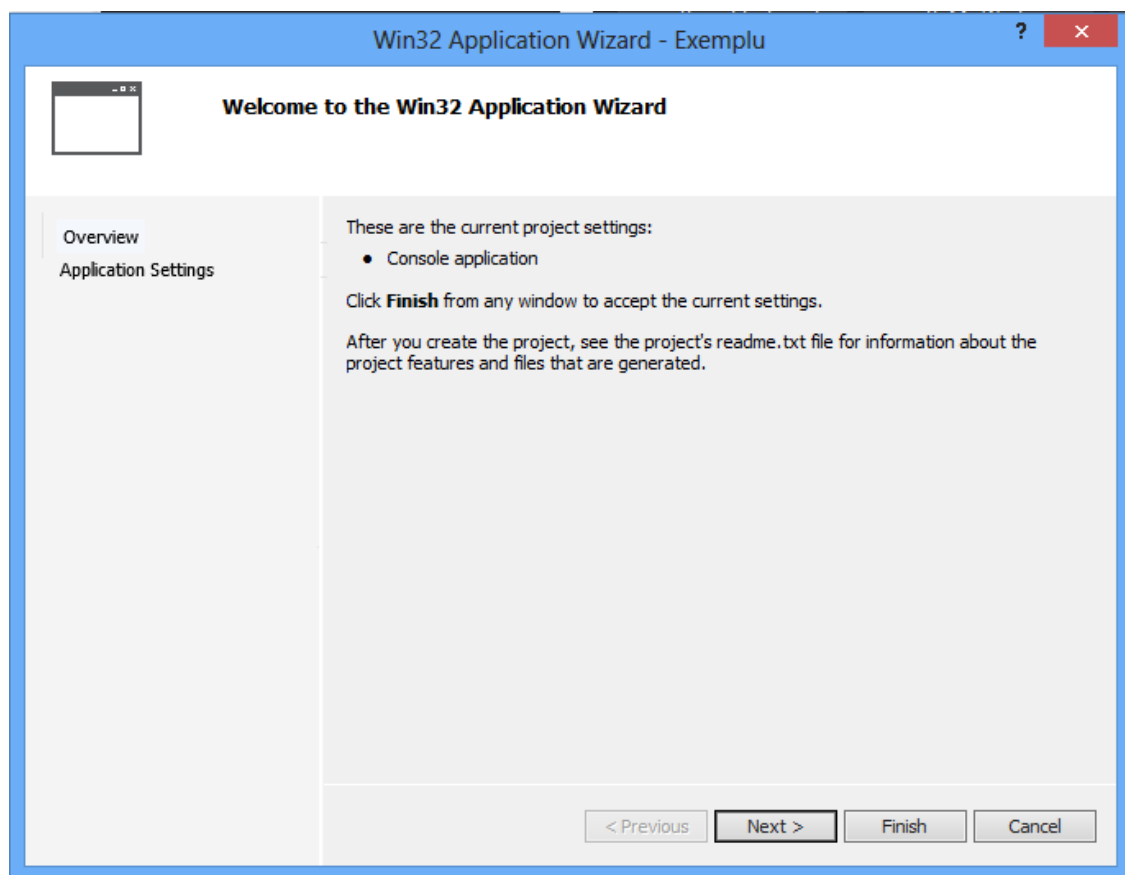 Win32 Application Wizard - Exemplu
?
Welcome to the Win32 Application Wizard
Overview
Application Settings
These are the current project settings:
• Console application
Click Finish from any window to accept the current settings.
After you create the project, see the project's readme.txt file for information about the
project features and files that are generated.
< Previous
Next >
Finish
Cancel